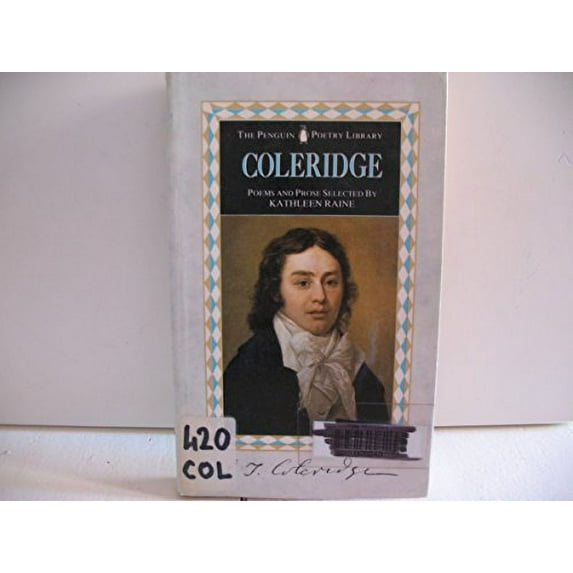 THE PENGUIN POETRY LIBRARY
COLERIDGE
POEMS AND PROSE SELECTED BY
KATHLEEN RAINE
420
COL
T. Coleridge